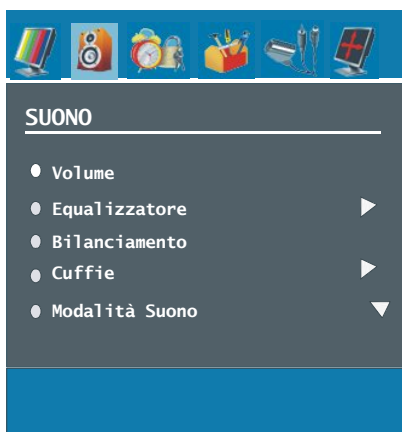 SUONO
Volume
Equalizzatore
Bilanciamento
Cuffie
Modalità Suono